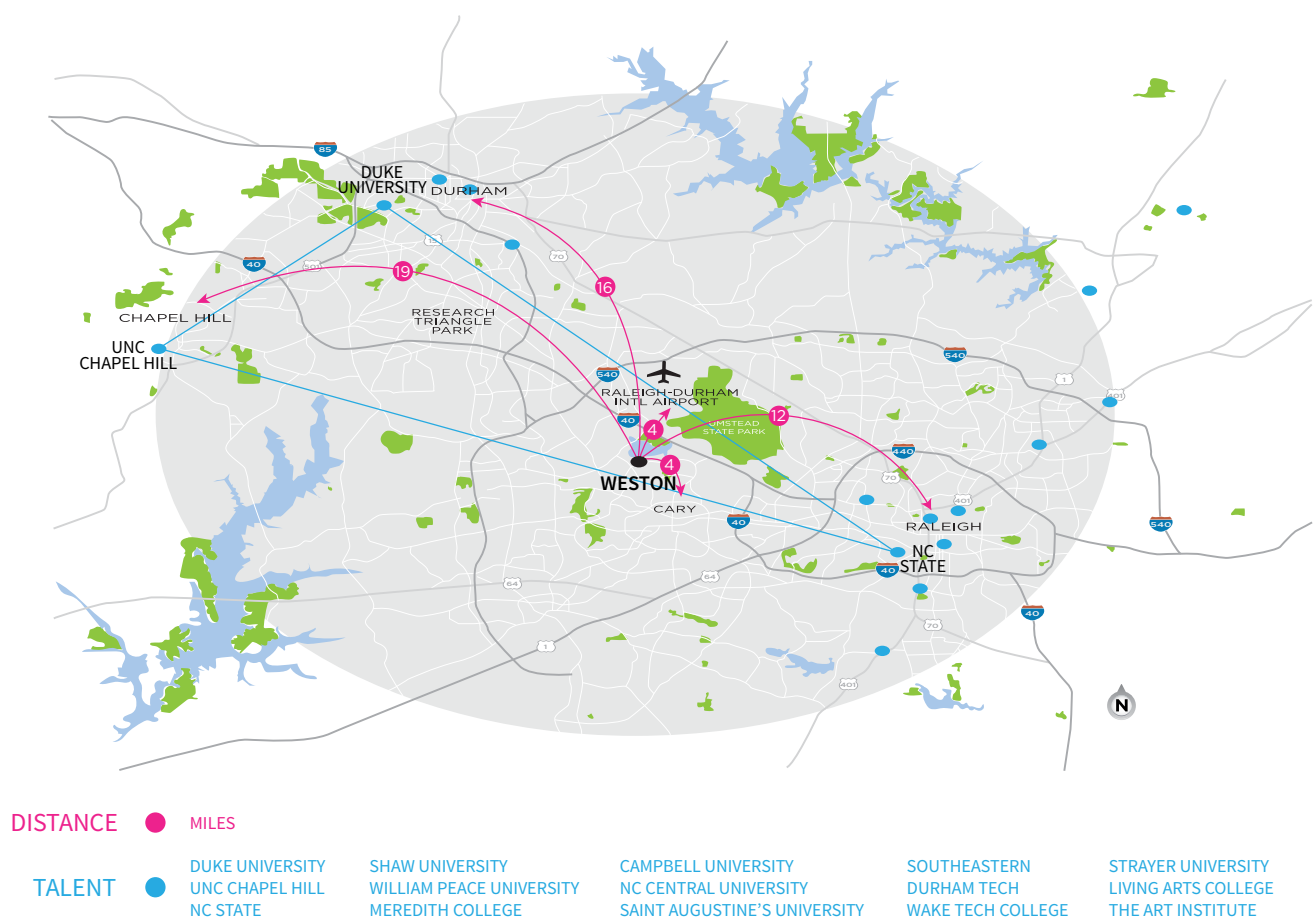 85
DUKE
UNIVERSITY
DURHAM
15
70
40
501
19
16
CHAPEL HILL
RESEARCH
TRIANGLE
PARK
UNC
CHAPEL HILL
540
540
1
401
RALEIGH-DURHAM
INTL AIRPORT
40
4
UMSTEAD
STATE PARK
12
440
4
WESTON
70
401
CARY
40
RALEIGH
540
NC
STATE
40
64
64
40
1
70
401
N
DISTANCE
MILES
TALENT
DUKE UNIVERSITY
UNC CHAPEL HILL
NC STATE
SHAW UNIVERSITY
WILLIAM PEACE UNIVERSITY
MEREDITH COLLEGE
CAMPBELL UNIVERSITY
NC CENTRAL UNIVERSITY
SAINT AUGUSTINE'S UNIVERSITY
SOUTHEASTERN
DURHAM TECH
WAKE TECH COLLEGE
STRAYER UNIVERSITY
LIVING ARTS COLLEGE
THE ART INSTITUTE